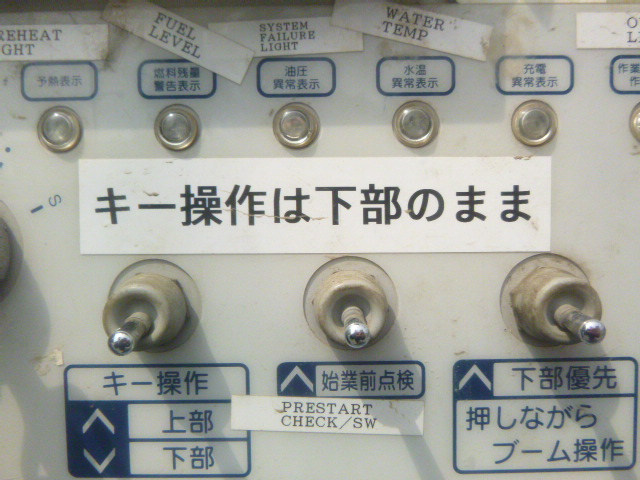 PREHEAT
LIGHT
FUEL
LEVEL
SYSTEM
FAILURE
LIGHT
WATER
TEMP
予熱表示
燃料残量
警告表示
油圧
異常表示
水温
異常表示
充電
異常表示
作業
S
キー操作は下部のまま
キー操作
上部
下部
始業前点検
PRESTART
CHECK/SW
下部優先
押しながら
ブーム操作